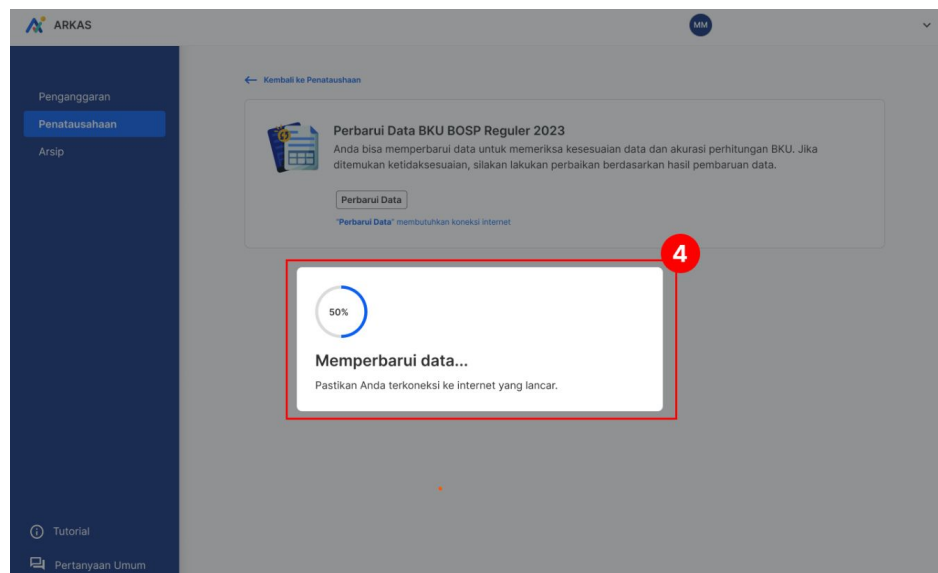 ARKAS
MM
Penganggaran
Penatausahaan
Arsip
Kembali ke Penataushaan
Perbarui Data BKU BOSP Reguler 2023
Anda bisa memperbarui data untuk memeriksa kesesuaian data dan akurasi perhitungan BKU. Jika
ditemukan ketidaksesuaian, silakan lakukan perbaikan berdasarkan hasil pembaruan data.
Perbarui Data
"Perbarui Data" membutuhkan koneksi internet
4
50%
Memperbarui data...
Pastikan Anda terkoneksi ke internet yang lancar.
Tutorial
Pertanyaan Umum